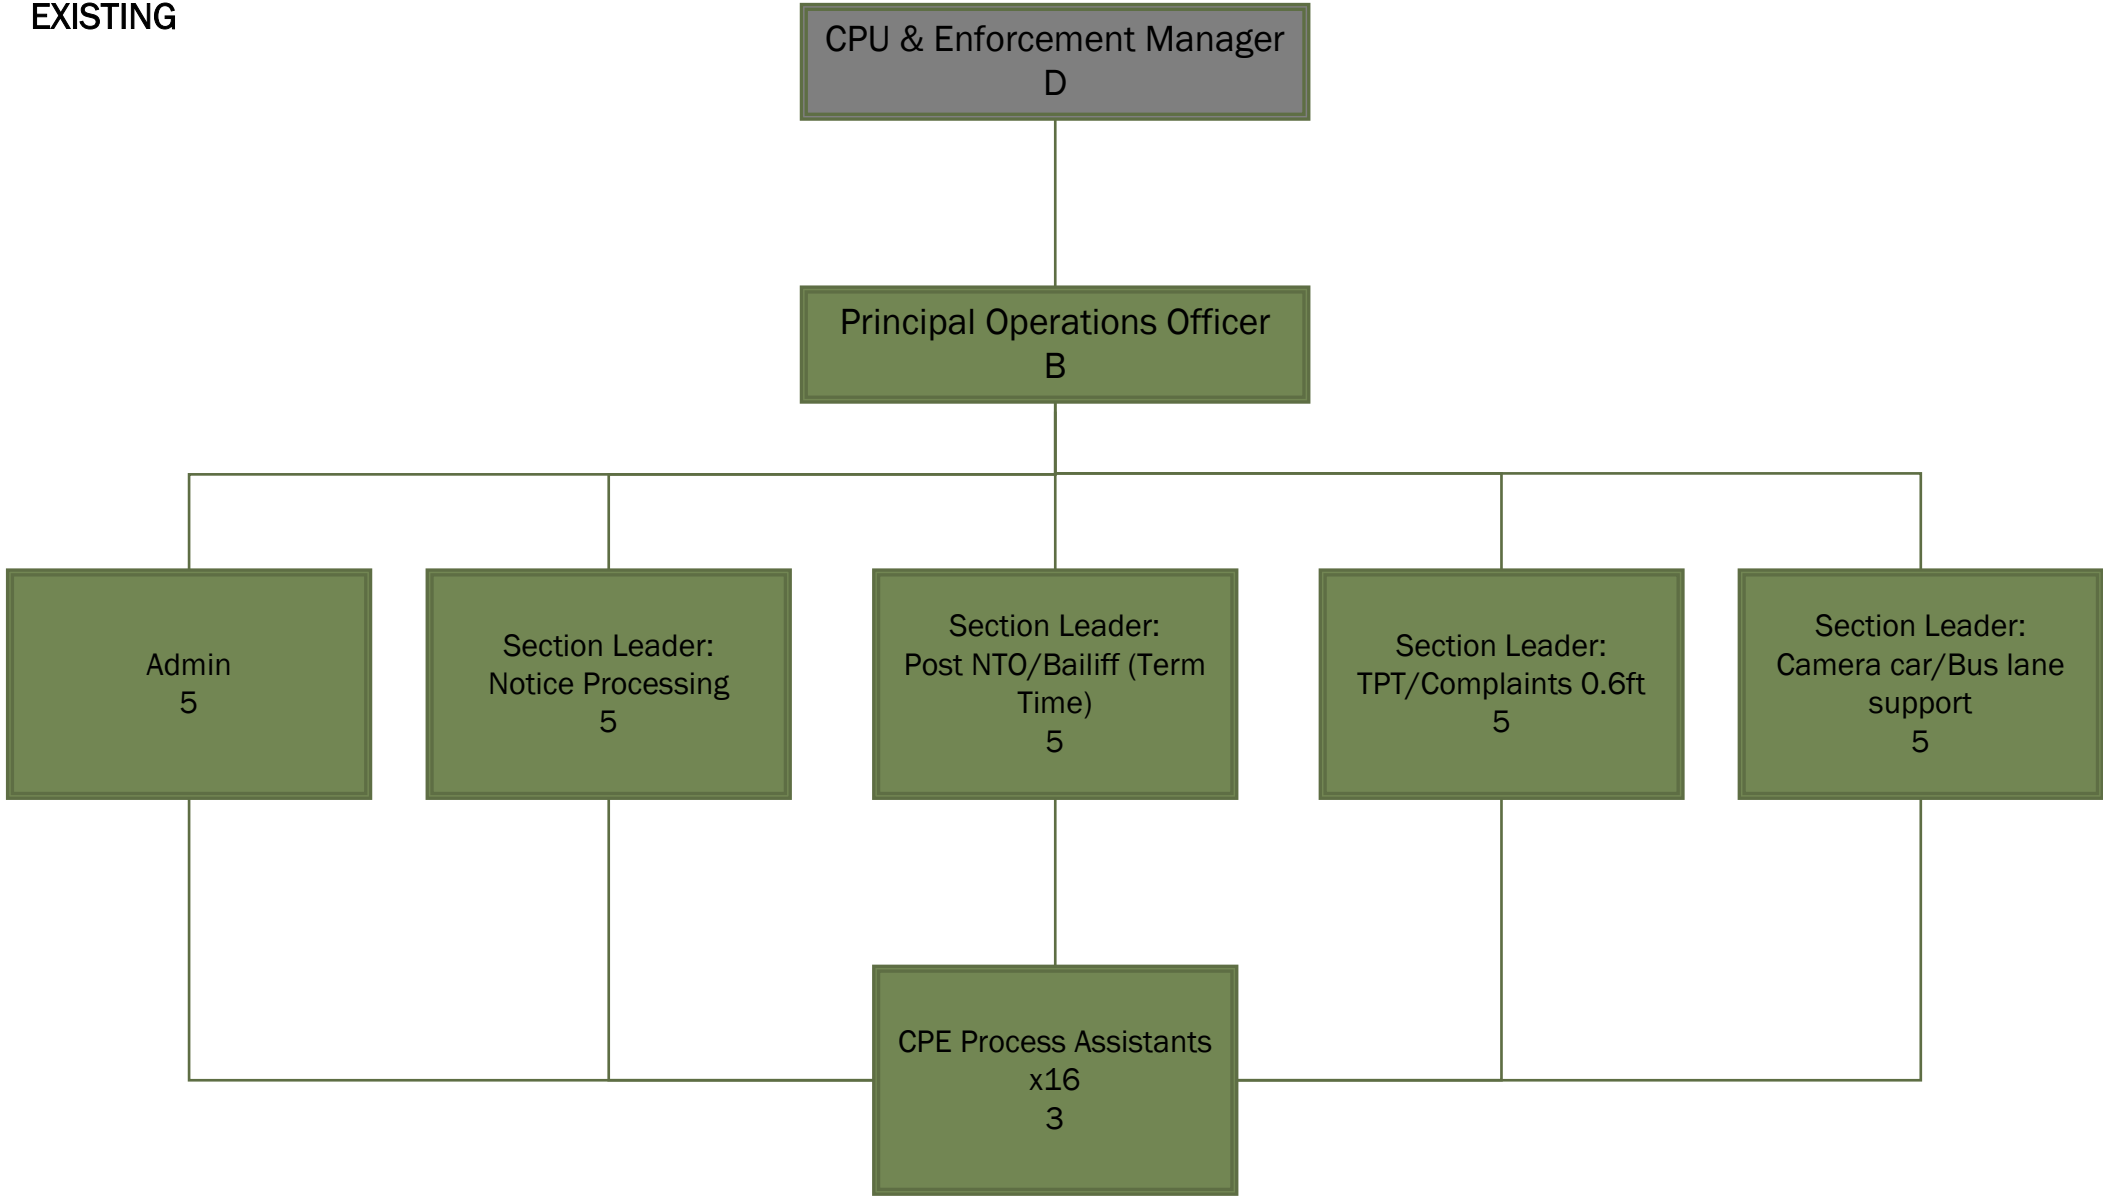 EXISTING
CPU & Enforcement Manager
D
Principal Operations Officer
B
Admin
5
Section Leader:
Notice Processing
5
Section Leader:
Post NTO/Bailiff (Term
Time)
5
Section Leader:
TPT/Complaints 0.6ft
5
Section Leader:
Camera car/Bus lane
support
5
CPE Process Assistants
x16
3